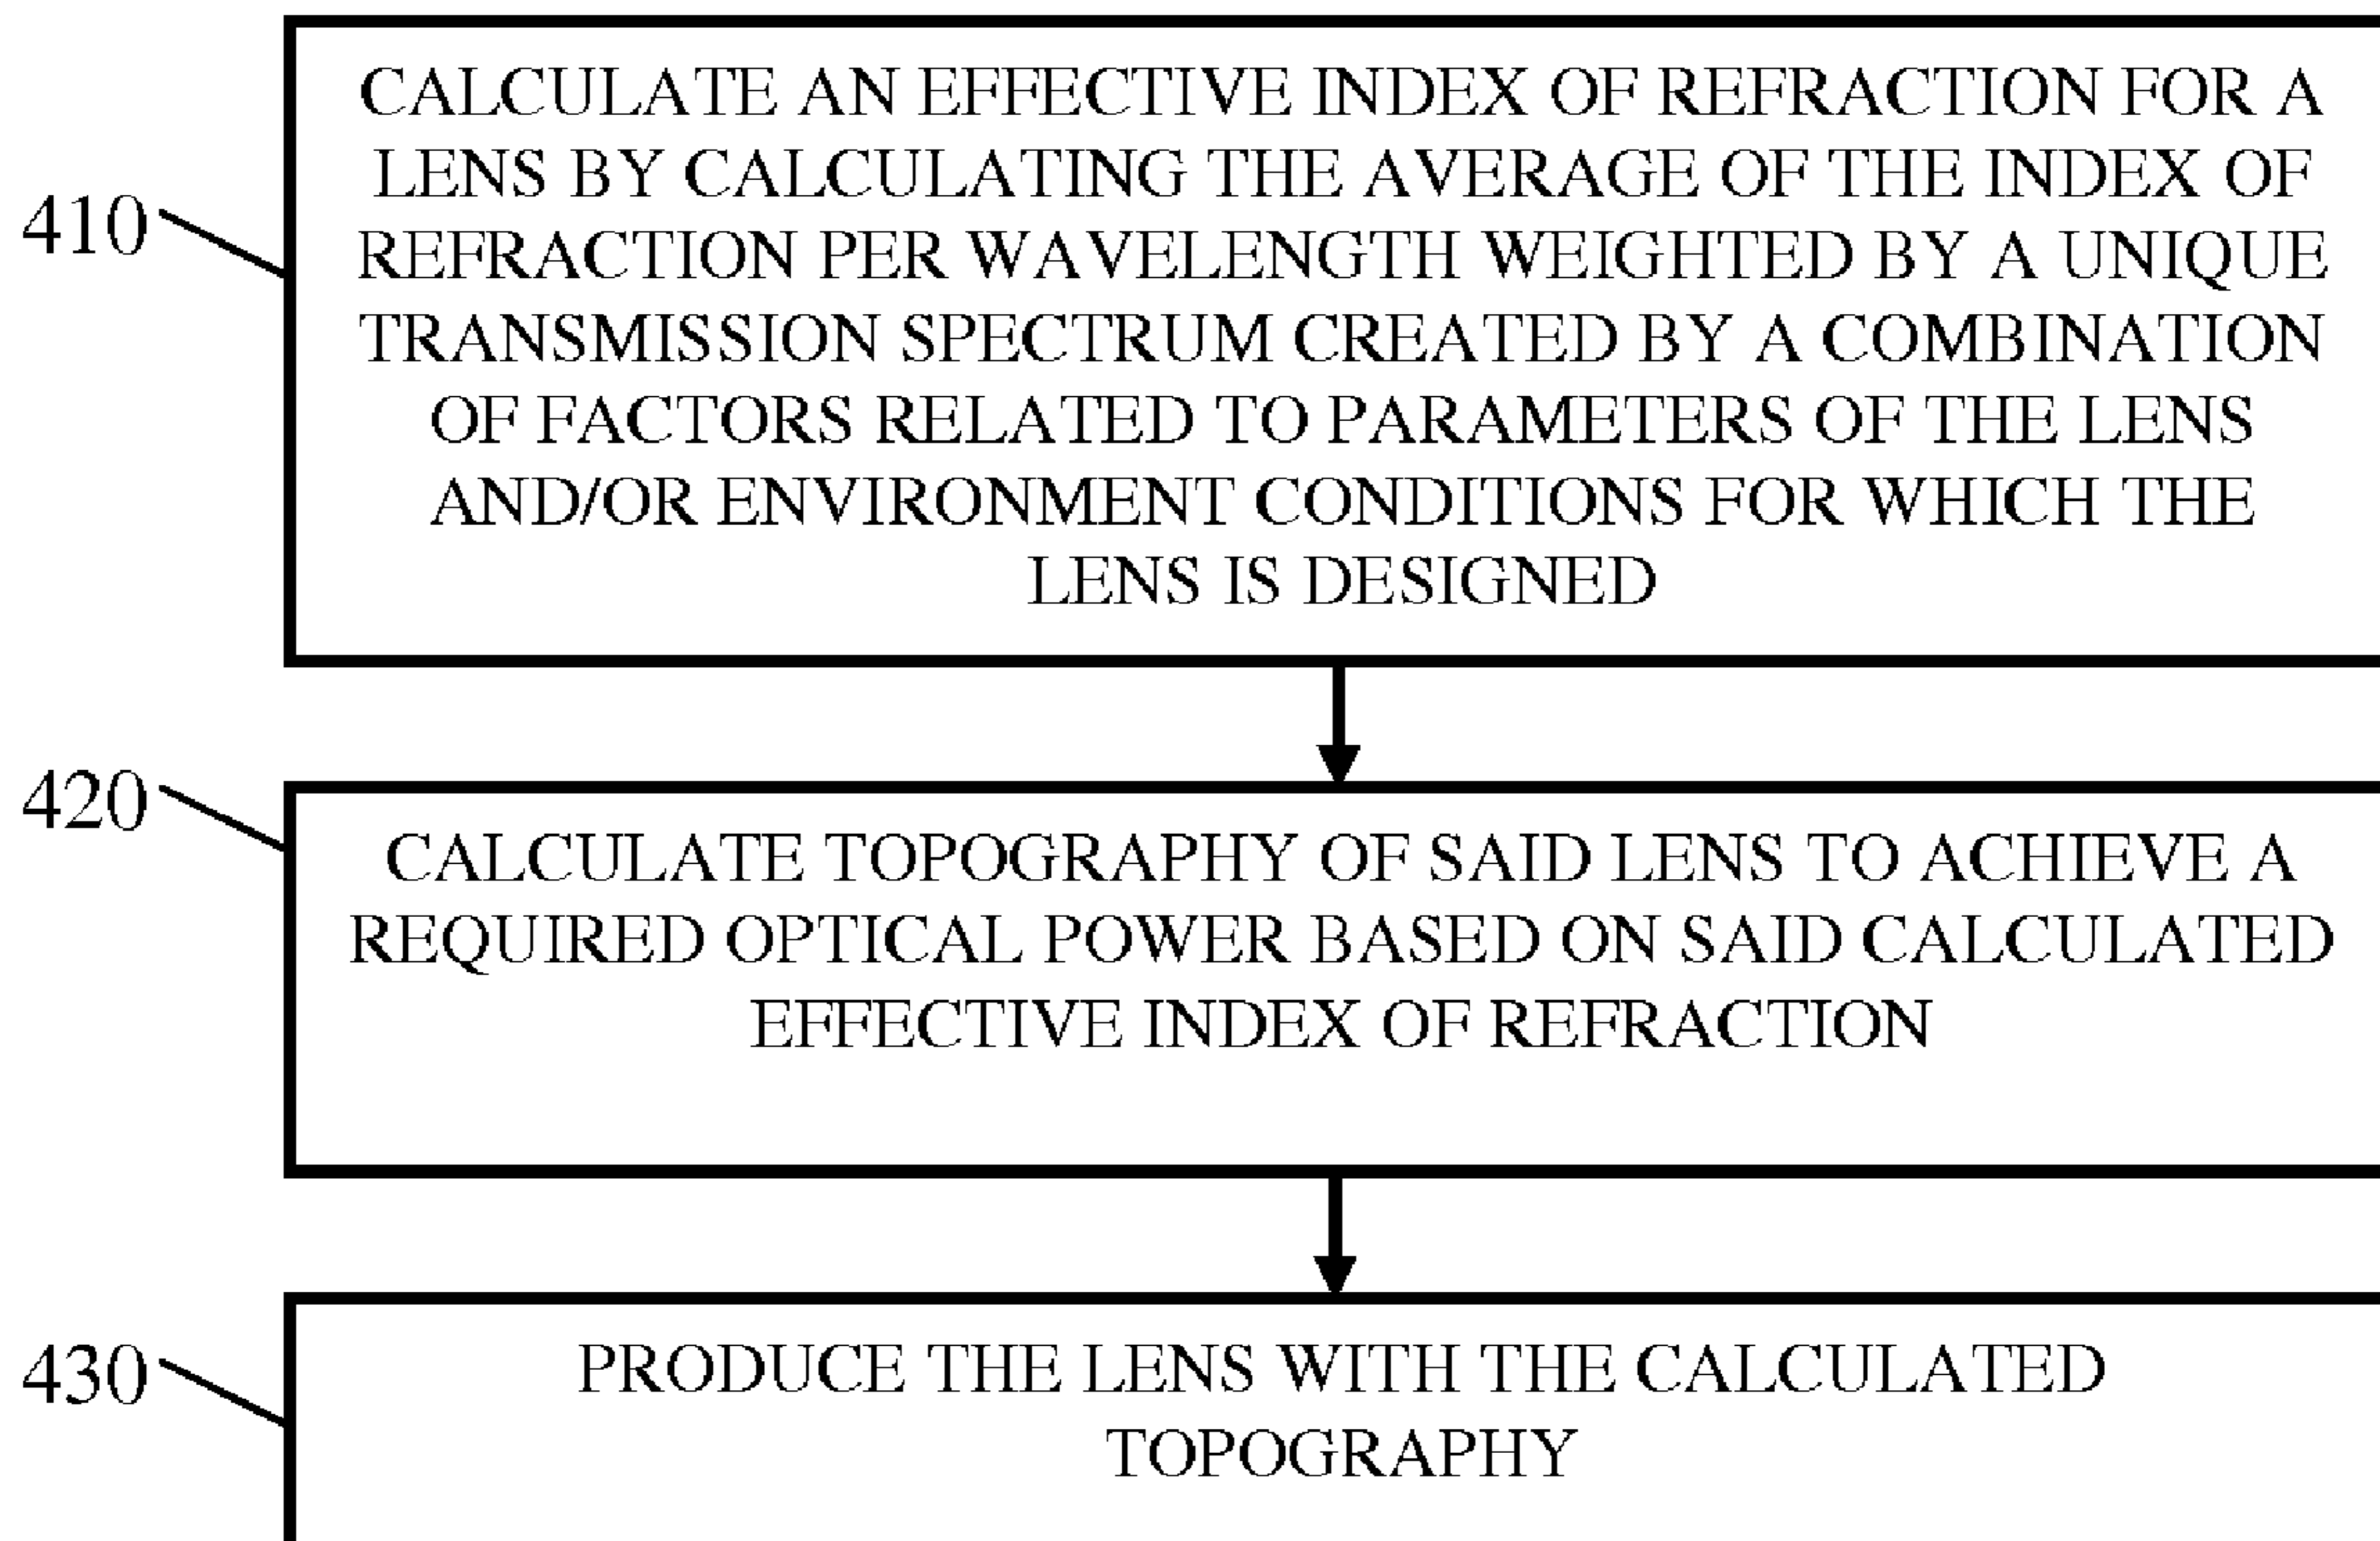 CALCULATE AN EFFECTIVE INDEX OF REFRACTION FOR A
LENS BY CALCULATING THE AVERAGE OF THE INDEX OF
410
REFRACTION PER WAVELENGTH WEIGHTED BY A UNIQUE
TRANSMISSION SPECTRUM CREATED BY A COMBINATION
OF FACTORS RELATED TO PARAMETERS OF THE LENS
AND/OR ENVIRONMENT CONDITIONS FOR WHICH THE
LENS IS DESIGNED
420
CALCULATE TOPOGRAPHY OF SAID LENS TO ACHIEVE A
REQUIRED OPTICAL POWER BASED ON SAID CALCULATED
EFFECTIVE INDEX OF REFRACTION
430
PRODUCE THE LENS WITH THE CALCULATED
TOPOGRAPHY